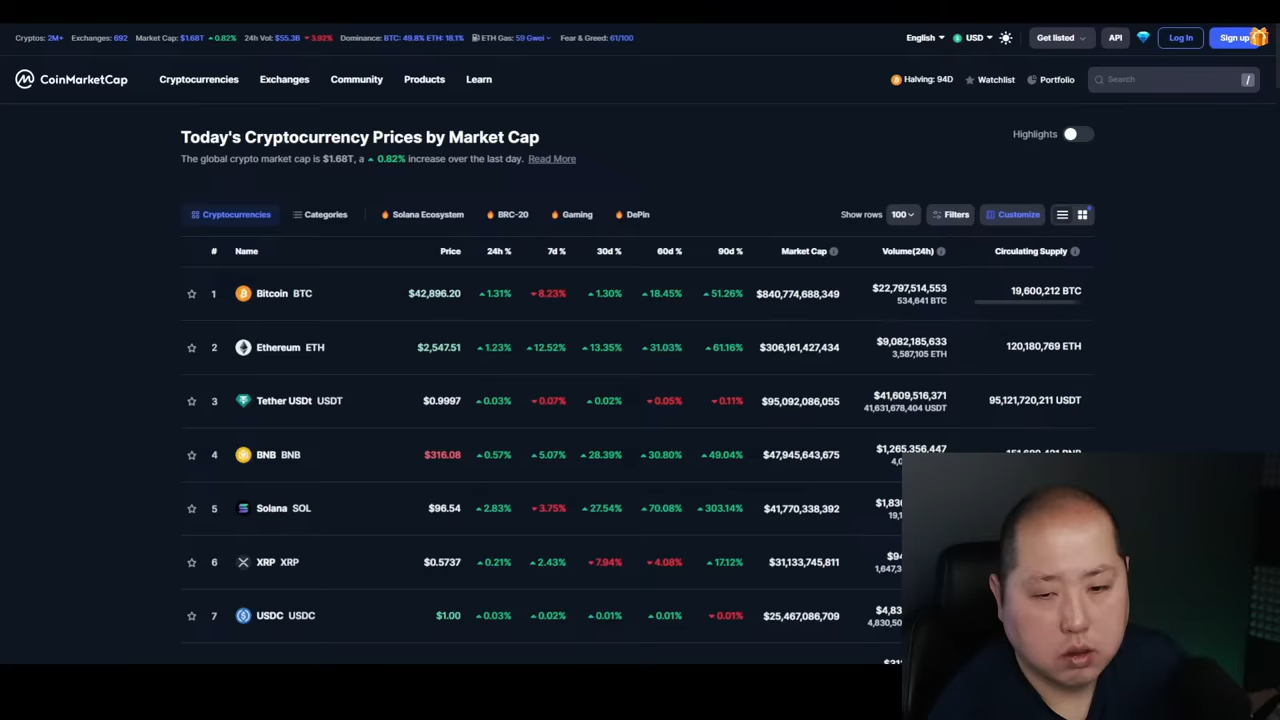 Cryptos: 2M+ Exchanges: 692 Market Cap: $1.68T 0.82% 24h Vol: $55.3B 3.92% Dominance: BTC: 49.8% ETH: 18.1% ETH Gas: 59 Gwei Fear & Greed: 61/100 English USD Get listed API Log In Sign up
CoinMarketCap Cryptocurrencies Exchanges Community Products Learn Halving: 94D Watchlist Portfolio Search /
Today's Cryptocurrency Prices by Market Cap Highlights
The global crypto market cap is $1.68T, a 0.82% increase over the last day. Read More
Cryptocurrencies Categories Solana Ecosystem BRC-20 Gaming DePin Show rows 100 Filters Customize
# Name Price 24h % 7d % 30d % 60d % 90d % Market Cap Volume(24h) Circulating Supply
1 Bitcoin BTC $42,896.20 1.31% 8.23% 1.30% 18.45% 51.26% $840,774,688,349 $22,797,514,553 19,600,212 BTC
534,641 BTC
2 Ethereum ETH $2,547.51 1.23% 12.52% 13.35% 31.03% 61.16% $306,161,427,434 $9,082,185,633 120,180,769 ETH
3,587,105 ETH
3 Tether USDt USDT $0.9997 0.03% 0.07% 0.02% 0.05% 0.11% $95,092,086,055 $41,609,516,371 95,121,720,211 USDT
41,631,678,404 USDT
4 BNB BNB $316.08 0.57% 5.07% 28.39% 30.80% 49.04% $47,945,643,675 $1,265,356,447
5 Solana SOL $96.54 2.83% 3.75% 27.54% 70.08% 303.14% $41,770,338,392
6 XRP XRP $0.5737 0.21% 2.43% 7.94% 4.08% 17.12% $31,133,745,811
7 USDC USDC $1.00 0.03% 0.02% 0.01% 0.01% 0.01% $25,467,086,709